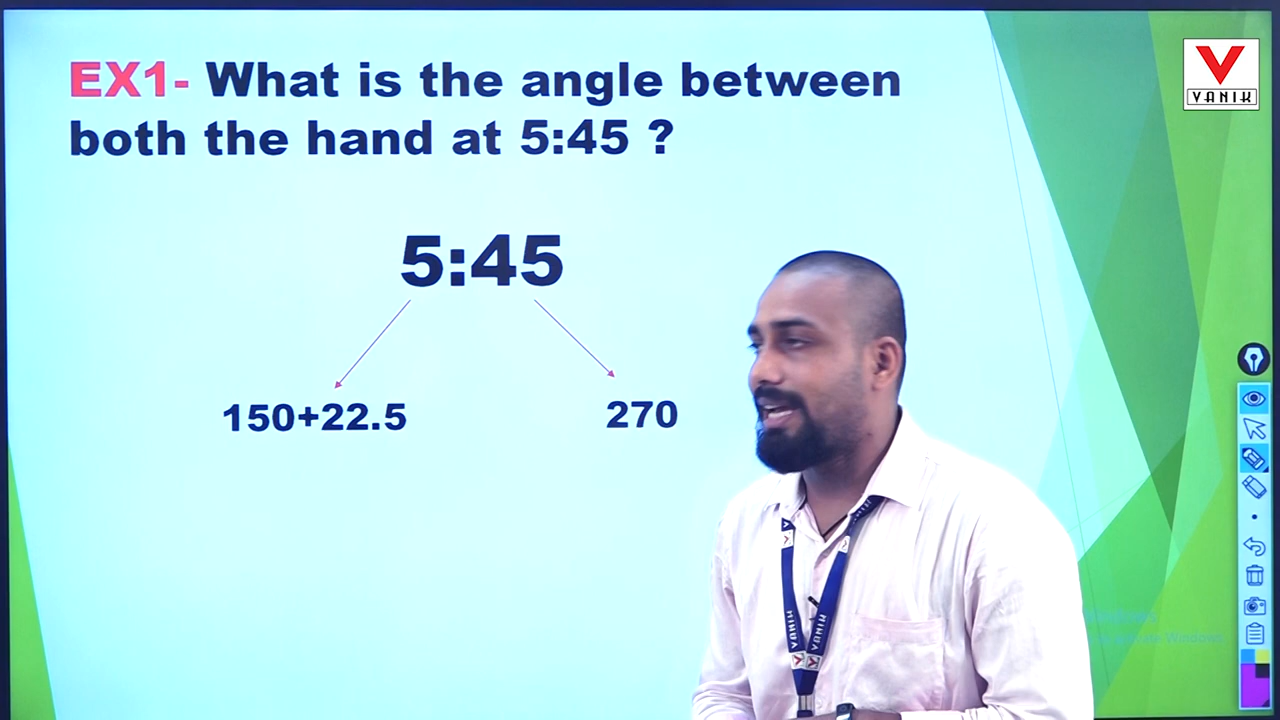 EX1- What is the angle between
both the hand at 5:45 ?
VANIK
5:45
150+22.5
270